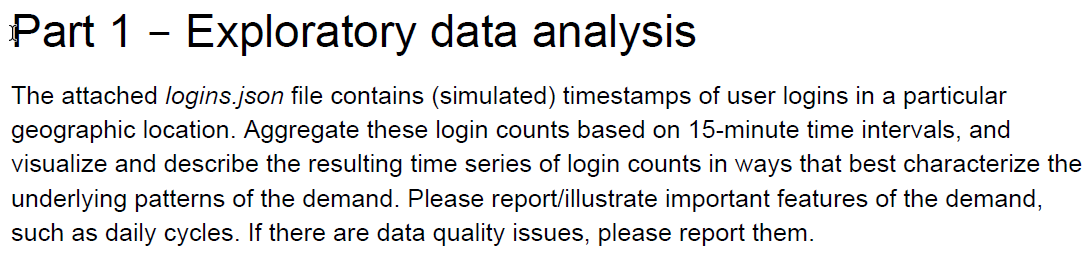 Part 1 – Exploratory data analysis
The attached logins.json file contains (simulated) timestamps of user logins in a particular
geographic location. Aggregate these login counts based on 15-minute time intervals, and
visualize and describe the resulting time series of login counts in ways that best characterize the
underlying patterns of the demand. Please report/illustrate important features of the demand,
such as daily cycles. If there are data quality issues, please report them.